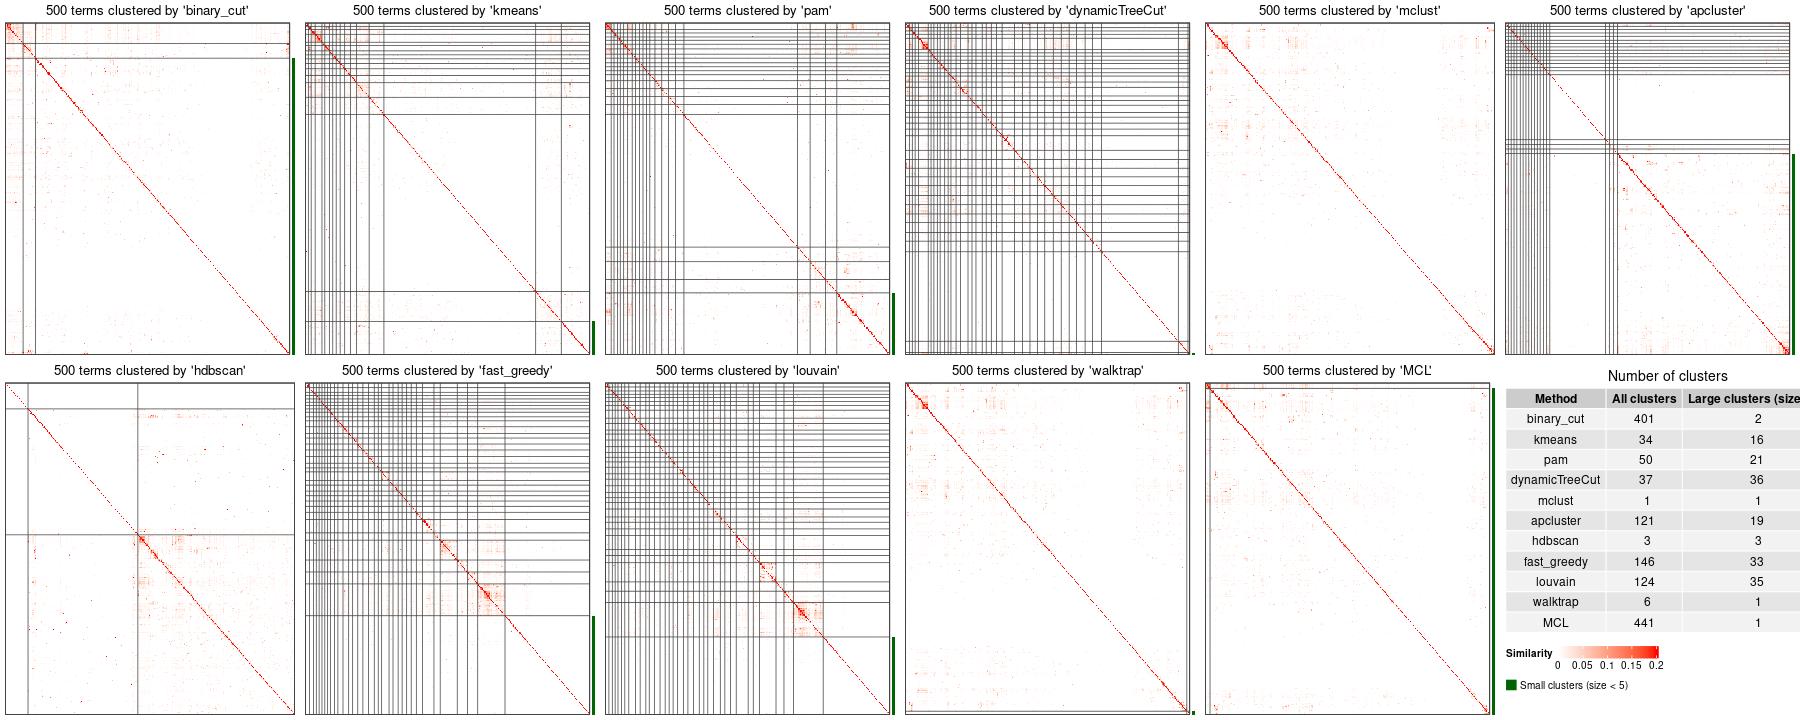 500 terms clustered by 'binary_cut'
500 terms clustered by 'kmeans'
500 terms clustered by 'pam'
500 terms clustered by 'dynamicTreeCut'
500 terms clustered by 'mclust'
500 terms clustered by 'apcluster'
500 terms clustered by 'hdbscan'
500 terms clustered by 'fast_greedy'
500 terms clustered by 'louvain'
500 terms clustered by 'walktrap'
500 terms clustered by 'MCL'
Number of clusters
Method All clusters Large clusters (size
binary_cut 401 2
kmeans 34 16
pam 50 21
dynamicTreeCut 37 36
mclust 1 1
apcluster 121 19
hdbscan 3 3
fast_greedy 146 33
louvain 124 35
walktrap 6 1
MCL 441 1
Similarity
0 0.05 0.1 0.15 0.2
Small clusters (size < 5)